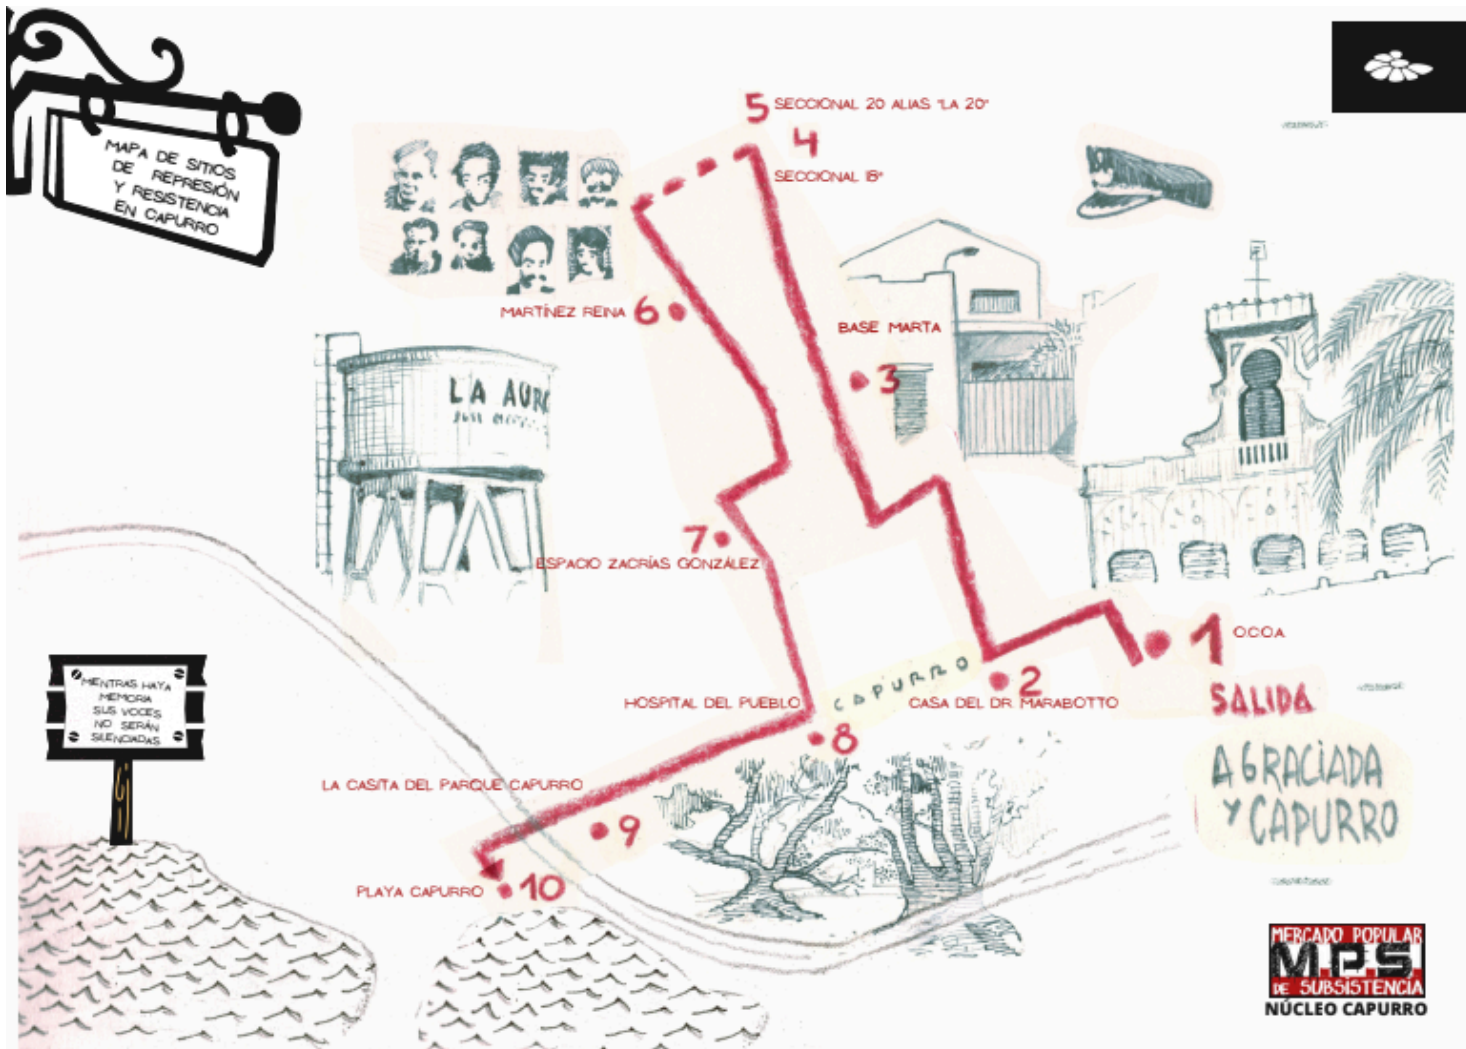 MAPA DE SITIOS
DE REPRESIÓN
Y RESISTENCIA
EN CAPURRO
5 SECCIONAL 20 ALIAS "LA 20"
4
SECCIONAL 18ª
MARTÍNEZ REINA 6
BASE MARTA
3
LA AUR
7
ESPACIO ZACRÍAS GONZÁLEZ
1 OCOA
SALIDA
AGRACIADA
Y CAPURRO
CAPURRO
2
CASA DEL DR MARABOTTO
HOSPITAL DEL PUEBLO
8
LA CASITA DEL PARQUE CAPURRO
9
PLAYA CAPURRO 10
MIENTRAS HAYA
MEMORIA
SUS VOCES
NO SERÁN
SILENCIADAS
MERCADO POPULAR
MPS
DE SUBSISTENCIA
NÚCLEO CAPURRO